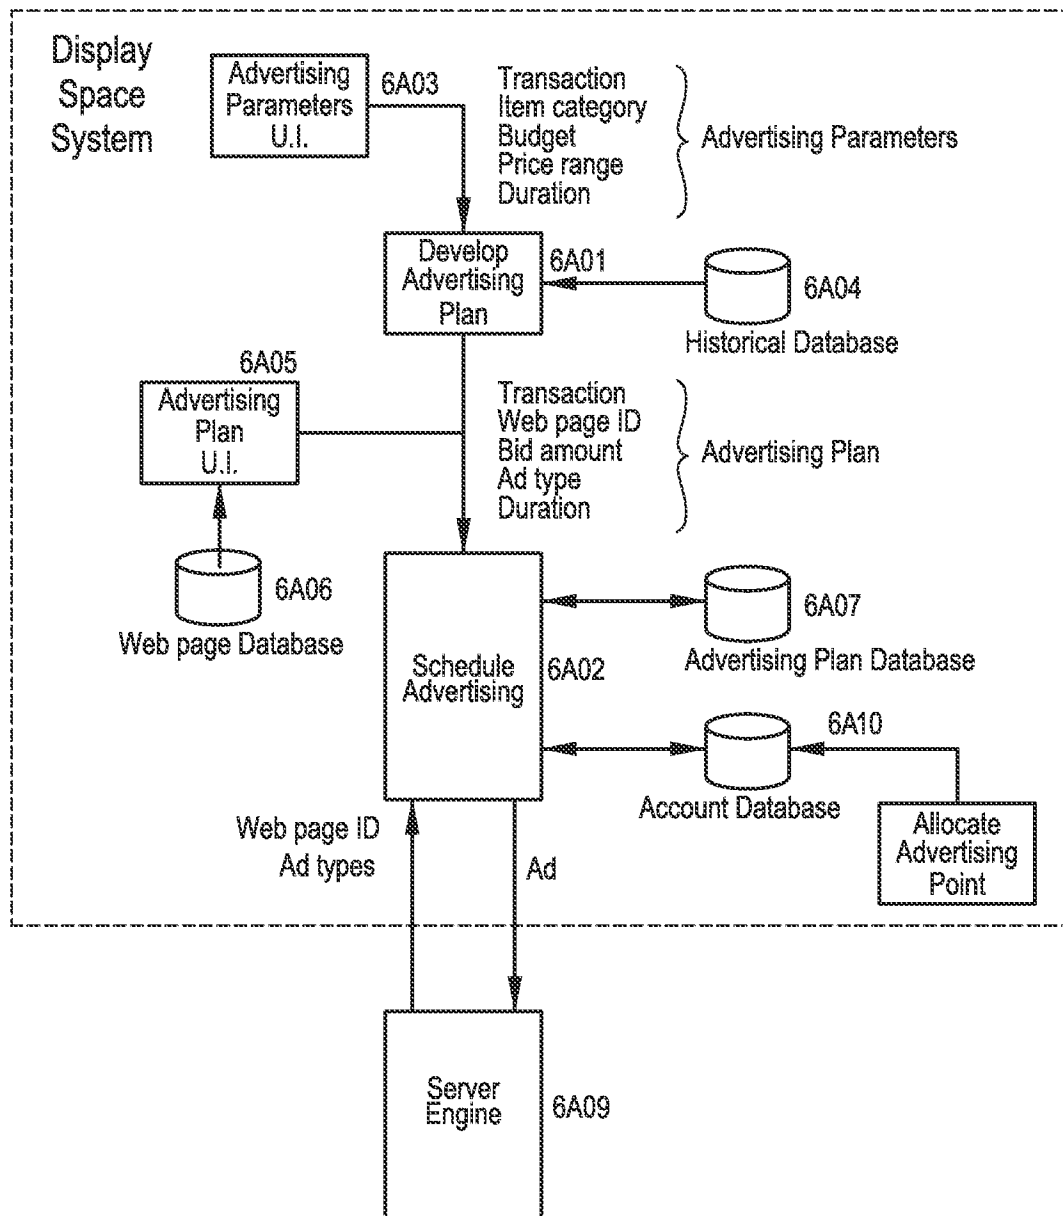 Display
Space
System
Advertising
Parameters
U.I.
6A03
Transaction
Item category
Budget
Price range
Duration
Advertising Parameters
Develop
Advertising
Plan
6A01
6A04
Historical Database
6A05
Advertising
Plan
U.I.
Transaction
Web page ID
Bid amount
Ad type
Duration
Advertising Plan
6A06
Web page Database
Schedule
Advertising
6A02
6A07
Advertising Plan Database
6A10
Account Database
Allocate
Advertising
Point
Web page ID
Ad types
Ad
Server
Engine
6A09